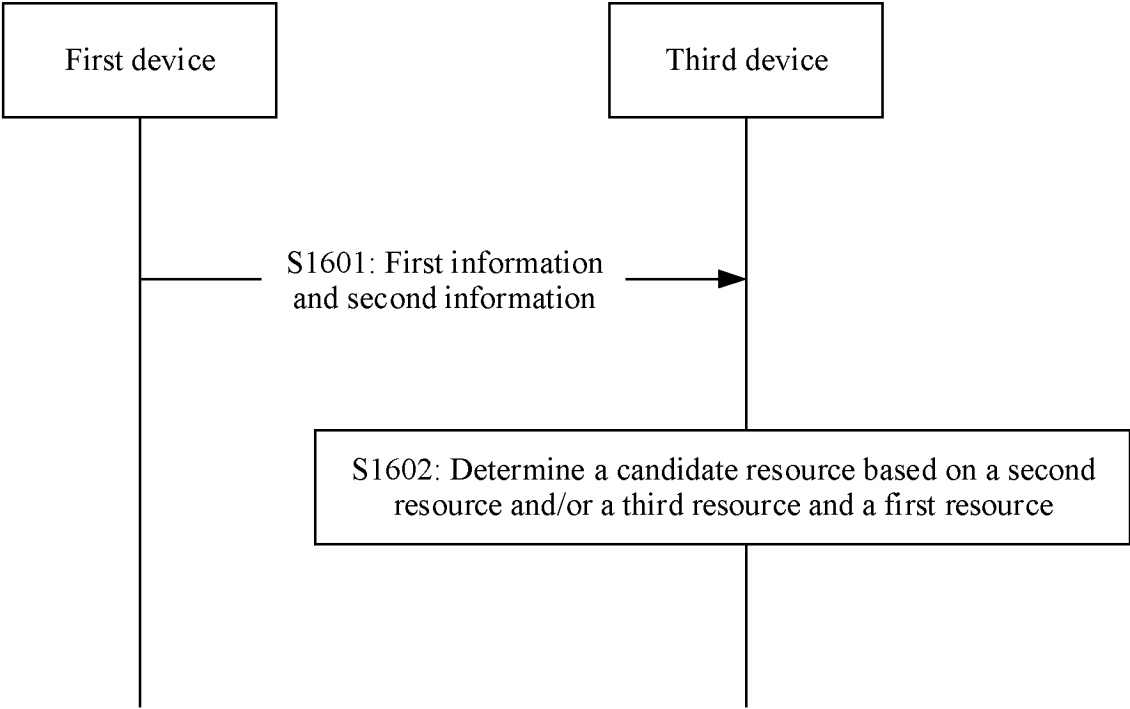 First device
Third device
S1601: First information
and second information
S1602: Determine a candidate resource based on a second
resource and/or a third resource and a first resource